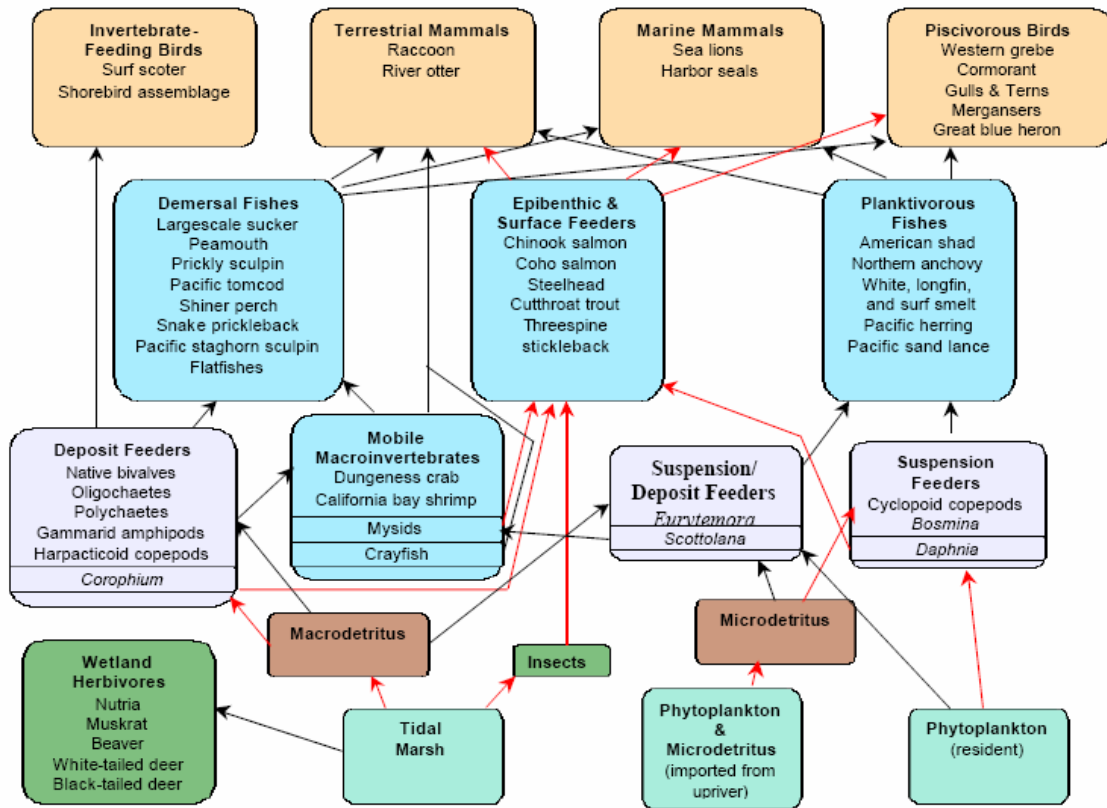 Invertebrate-
Feeding Birds
Surf scoter
Shorebird assemblage
Terrestrial Mammals
Raccoon
River otter
Marine Mammals
Sea lions
Harbor seals
Piscivorous Birds
Western grebe
Cormorant
Gulls & Terns
Mergansers
Great blue heron
Demersal Fishes
Largescale sucker
Peamouth
Prickly sculpin
Pacific tomcod
Shiner perch
Snake prickleback
Pacific staghorn sculpin
Flatfishes
Epibenthic &
Surface Feeders
Chinook salmon
Coho salmon
Steelhead
Cutthroat trout
Threespine
stickleback
Planktivorous
Fishes
American shad
Northern anchovy
White, longfin,
and surf smelt
Pacific herring
Pacific sand lance
Deposit Feeders
Native bivalves
Oligochaetes
Polychaetes
Gammarid amphipods
Harpacticoid copepods
Corophium
Mobile
Macroinvertebrates
Dungeness crab
California bay shrimp
Mysids
Crayfish
Suspension/
Deposit Feeders
Eurytemora
Scottolana
Suspension
Feeders
Cyclopoid copepods
Bosmina
Daphnia
Macrodetritus
Microdetritus
Insects
Wetland
Herbivores
Nutria
Muskrat
Beaver
White-tailed deer
Black-tailed deer
Tidal
Marsh
Phytoplankton
&
Microdetritus
(imported from
upriver)
Phytoplankton
(resident)